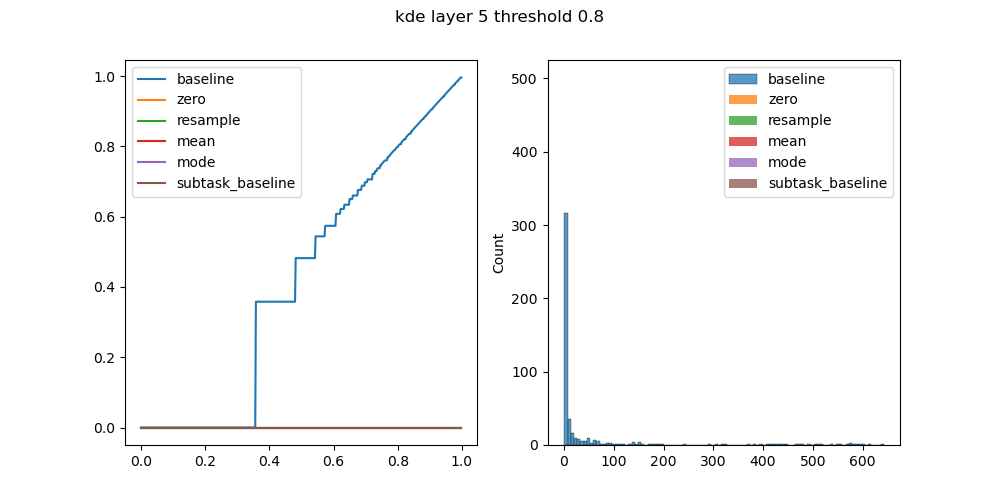 kde layer 5 threshold 0.8
baseline
zero
resample
mean
mode
subtask_baseline
1.0
0.8
0.6
0.4
0.2
0.0
0.0 0.2 0.4 0.6 0.8 1.0
baseline
zero
resample
mean
mode
subtask_baseline
Count
500
400
300
200
100
0
0 100 200 300 400 500 600